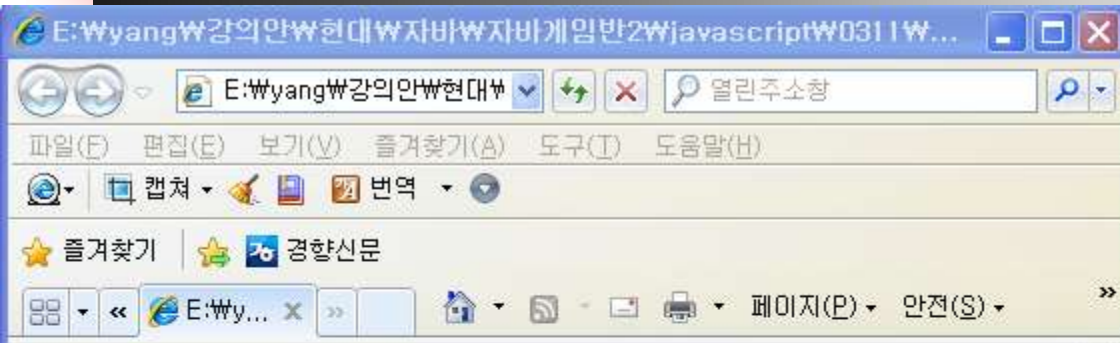 E:₩yang₩강의안₩현대₩자바₩자바게임반2₩javascript₩0311₩...
E:₩yang₩강의안₩현대₩ 열린주소창
파일(F) 편집(E) 보기(V) 즐겨찾기(A) 도구(T) 도움말(H)
캡쳐 번역
즐겨찾기 경향신문
« E:₩y... x » 페이지(P) 안전(S) »